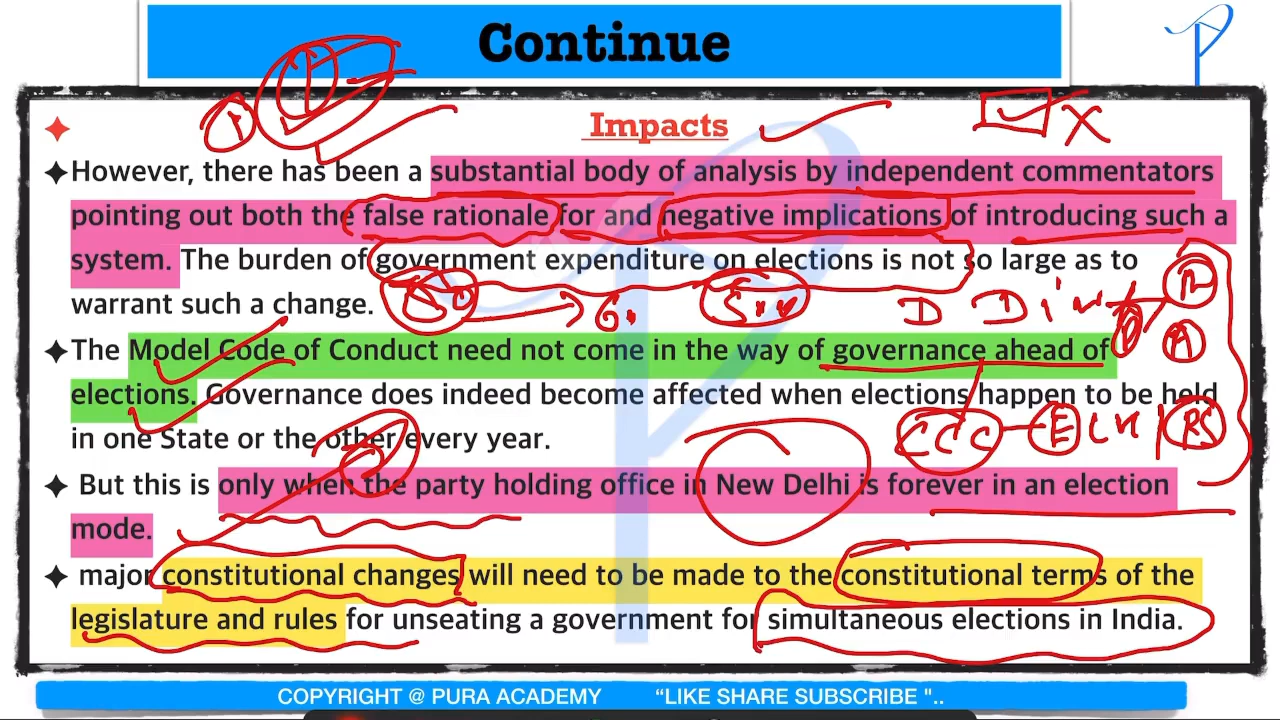 Continue
Impacts
However, there has been a substantial body of analysis by independent commentators
pointing out both the false rationale for and negative implications of introducing such a
system. The burden of government expenditure on elections is not so large as to
warrant such a change.
The Model Code of Conduct need not come in the way of governance ahead of
elections. Governance does indeed become affected when elections happen to be held
in one State or the other every year.
But this is only when the party holding office in New Delhi is forever in an election
mode.
major constitutional changes will need to be made to the constitutional terms of the
legislature and rules for unseating a government for simultaneous elections in India.
COPYRIGHT @ PURA ACADEMY “LIKE SHARE SUBSCRIBE "..